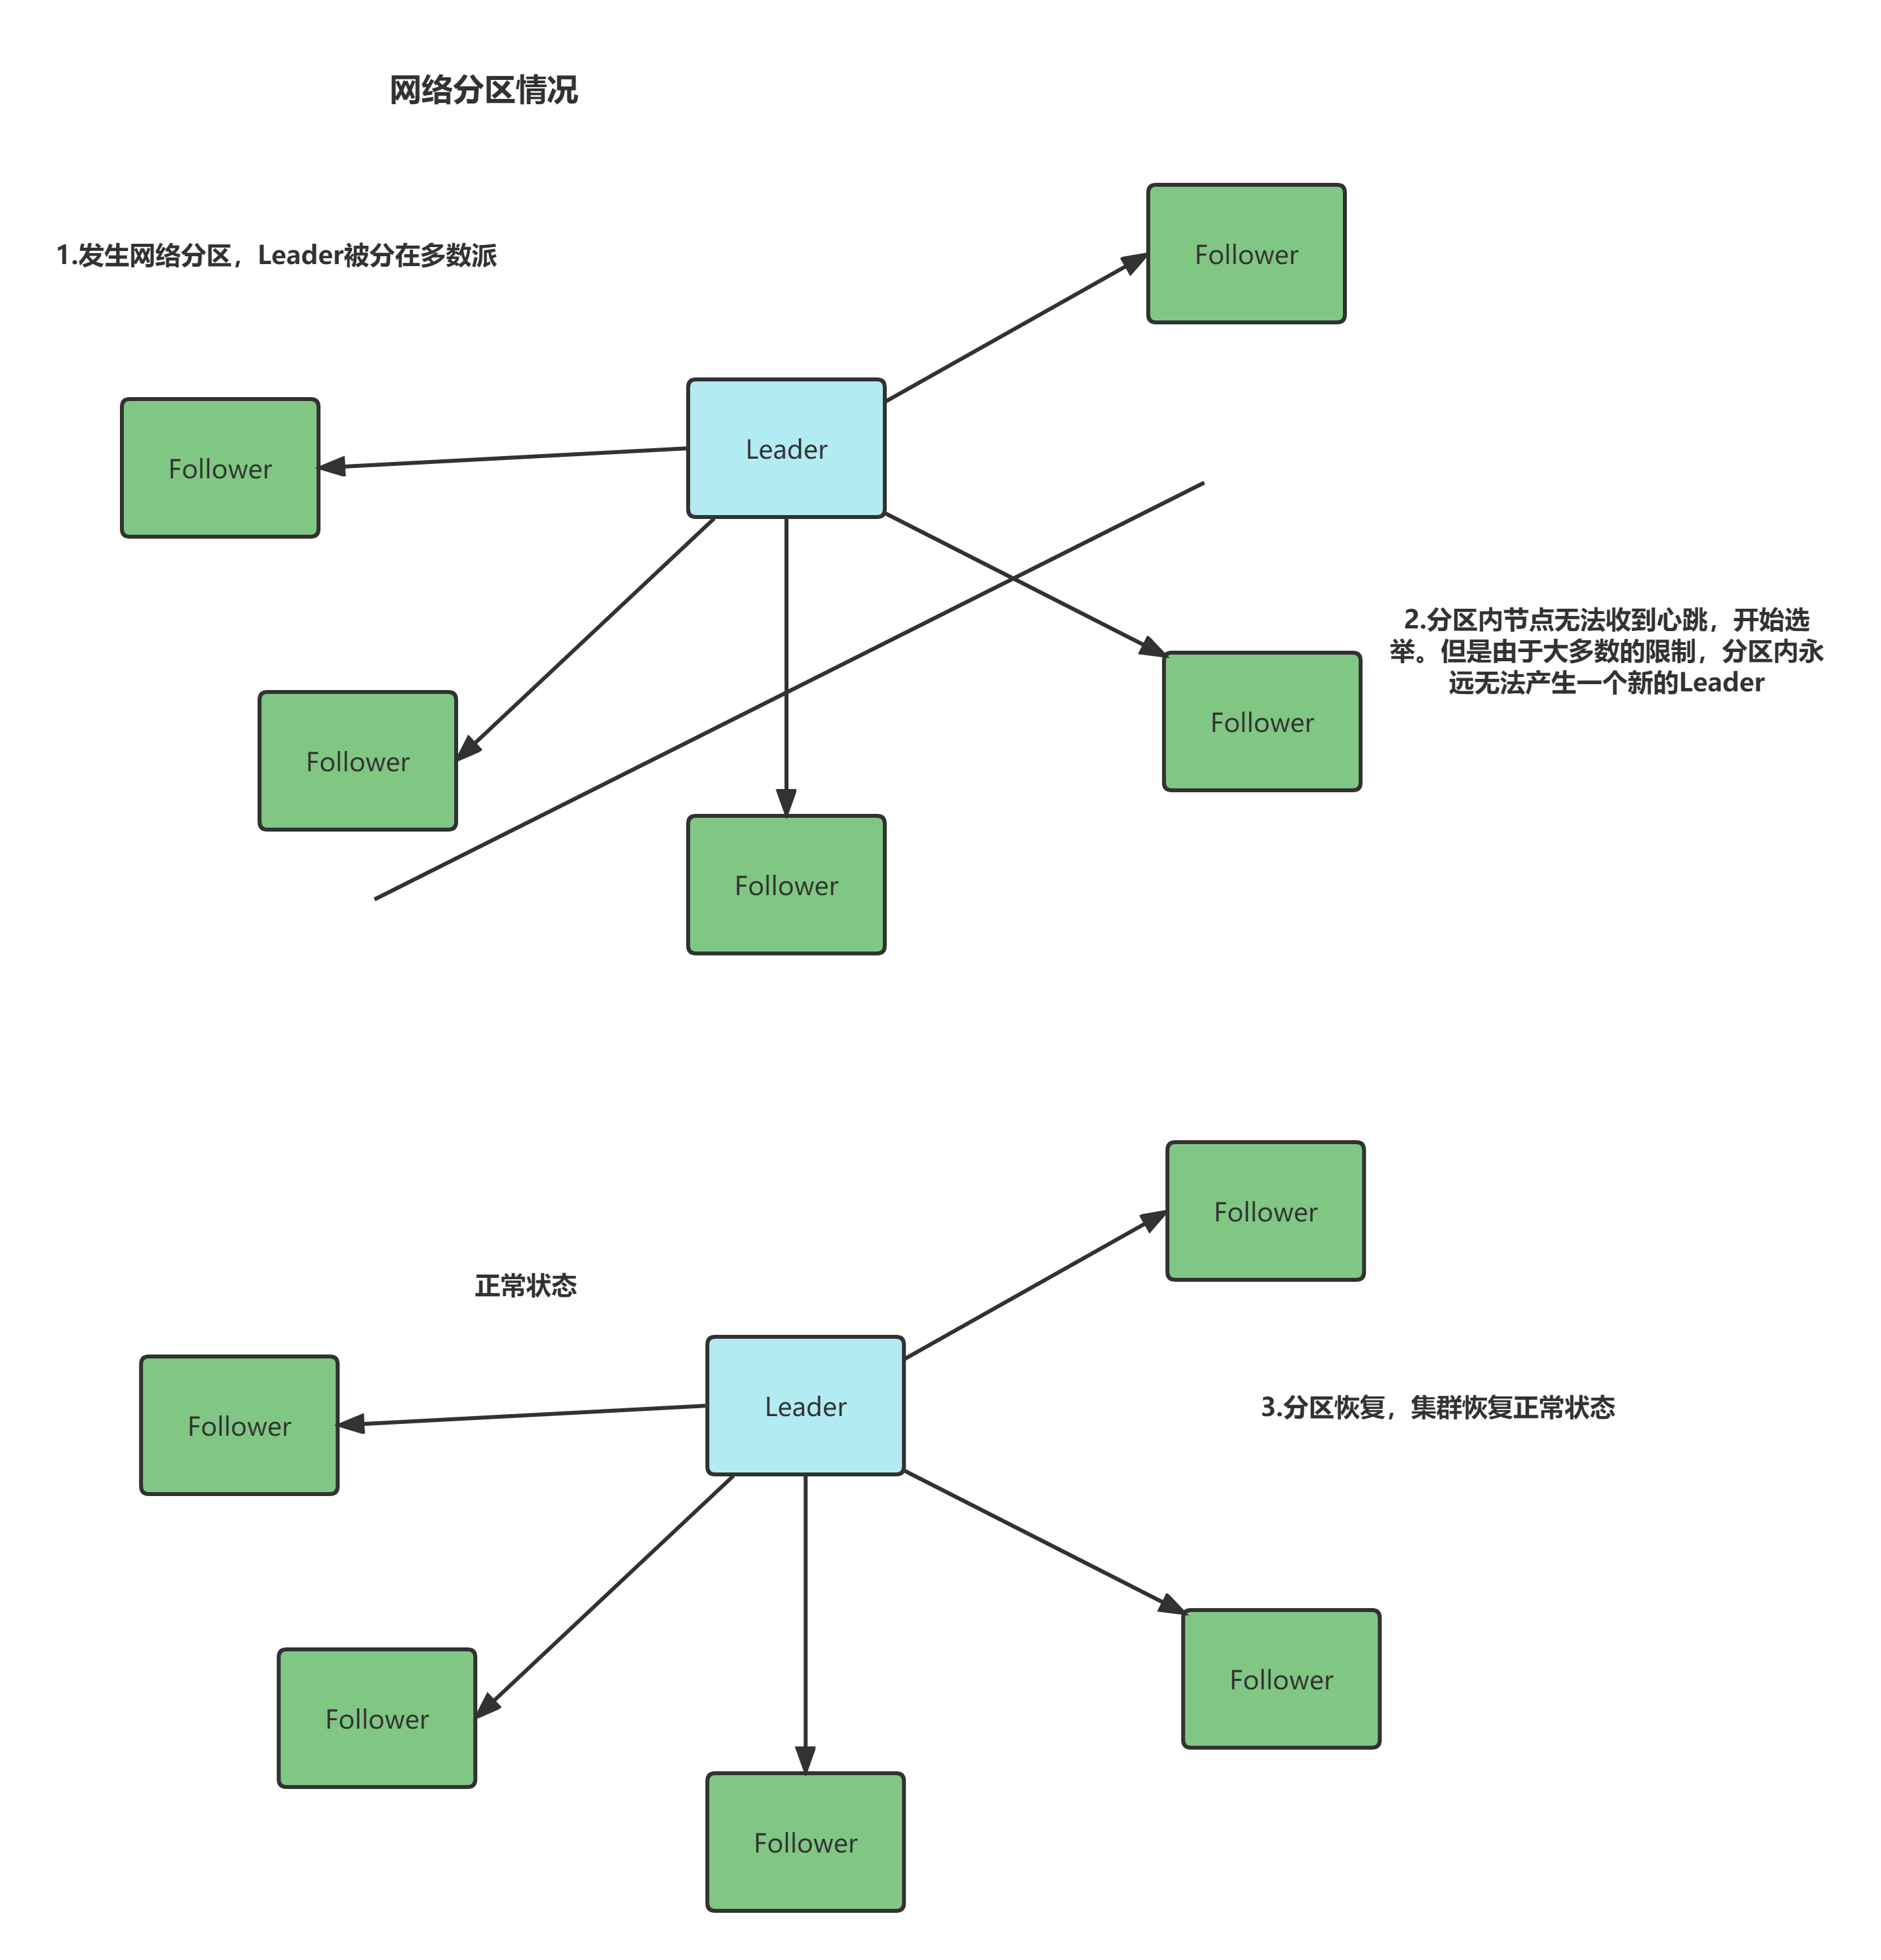 网络分区情况
Follower
1.发生网络分区，Leader被分在多数派
Leader
Follower
2.分区内节点无法收到心跳，开始选
举。但是由于大多数的限制，分区内永
远无法产生一个新的Leader
Follower
Follower
Follower
Follower
正常状态
Leader
3.分区恢复，集群恢复正常状态
Follower
Follower
Follower
Follower